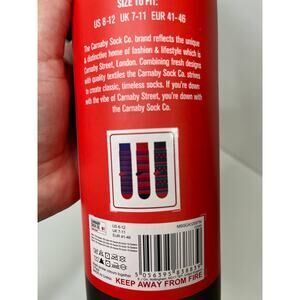 SIZE TO FIT:
US 8-12 UK 7-11 EUR 41-46
The Carnaby Sock Co. brand reflects the unique
& distinctive home of fashion & lifestyle which is
Carnaby Street, London. Combining fresh designs
with quality textiles the Carnaby Sock Co. strives
to create classic, timeless socks. If you're down
with the vibe of Carnaby Street, you're down with
the Carnaby Sock Co.
US 8-12
UK 7-11
EUR 41-46
KEEP AWAY FROM FIRE